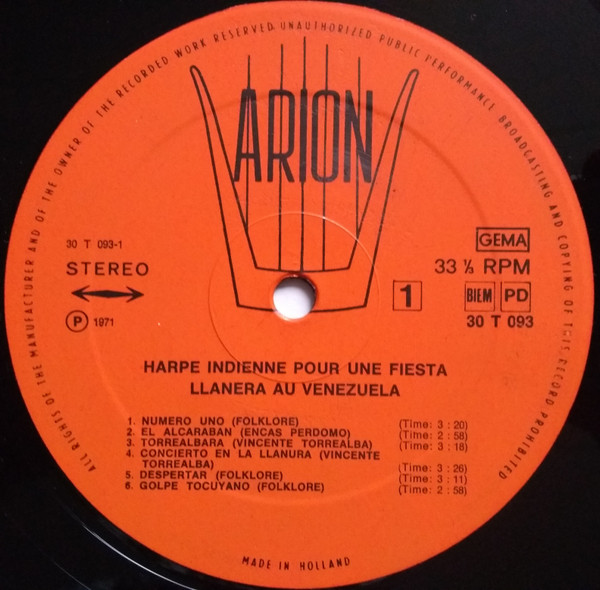 ALL RIGHTS OF THE MANUFACTURER AND OF THE OWNER OF THE RECORDED WORK RESERVED. UNAUTHORIZED PUBLIC PERFORMANCE BROADCASTING AND COPYING OF THIS RECORD PROHIBITED
ARION
30 T 093-1
STEREO
P 1971
GEMA
33 ⅓ RPM
1
BIEM PD
30 T 093
HARPE INDIENNE POUR UNE FIESTA
LLANERA AU VENEZUELA
1. NUMERO UNO (FOLKLORE) (Time: 3 : 20)
2. EL ALCARABAN (ENCAS PERDOMO) (Time: 2 : 58)
3. TORREALBARA (VINCENTE TORREALBA) (Time: 3 : 18)
4. CONCIERTO EN LA LLANURA (VINCENTE
TORREALBA) (Time: 3 : 26)
5. DESPERTAR (FOLKLORE) (Time: 3 : 11)
6. GOLPE TOCUYANO (FOLKLORE) (Time: 2 : 58)
MADE IN HOLLAND